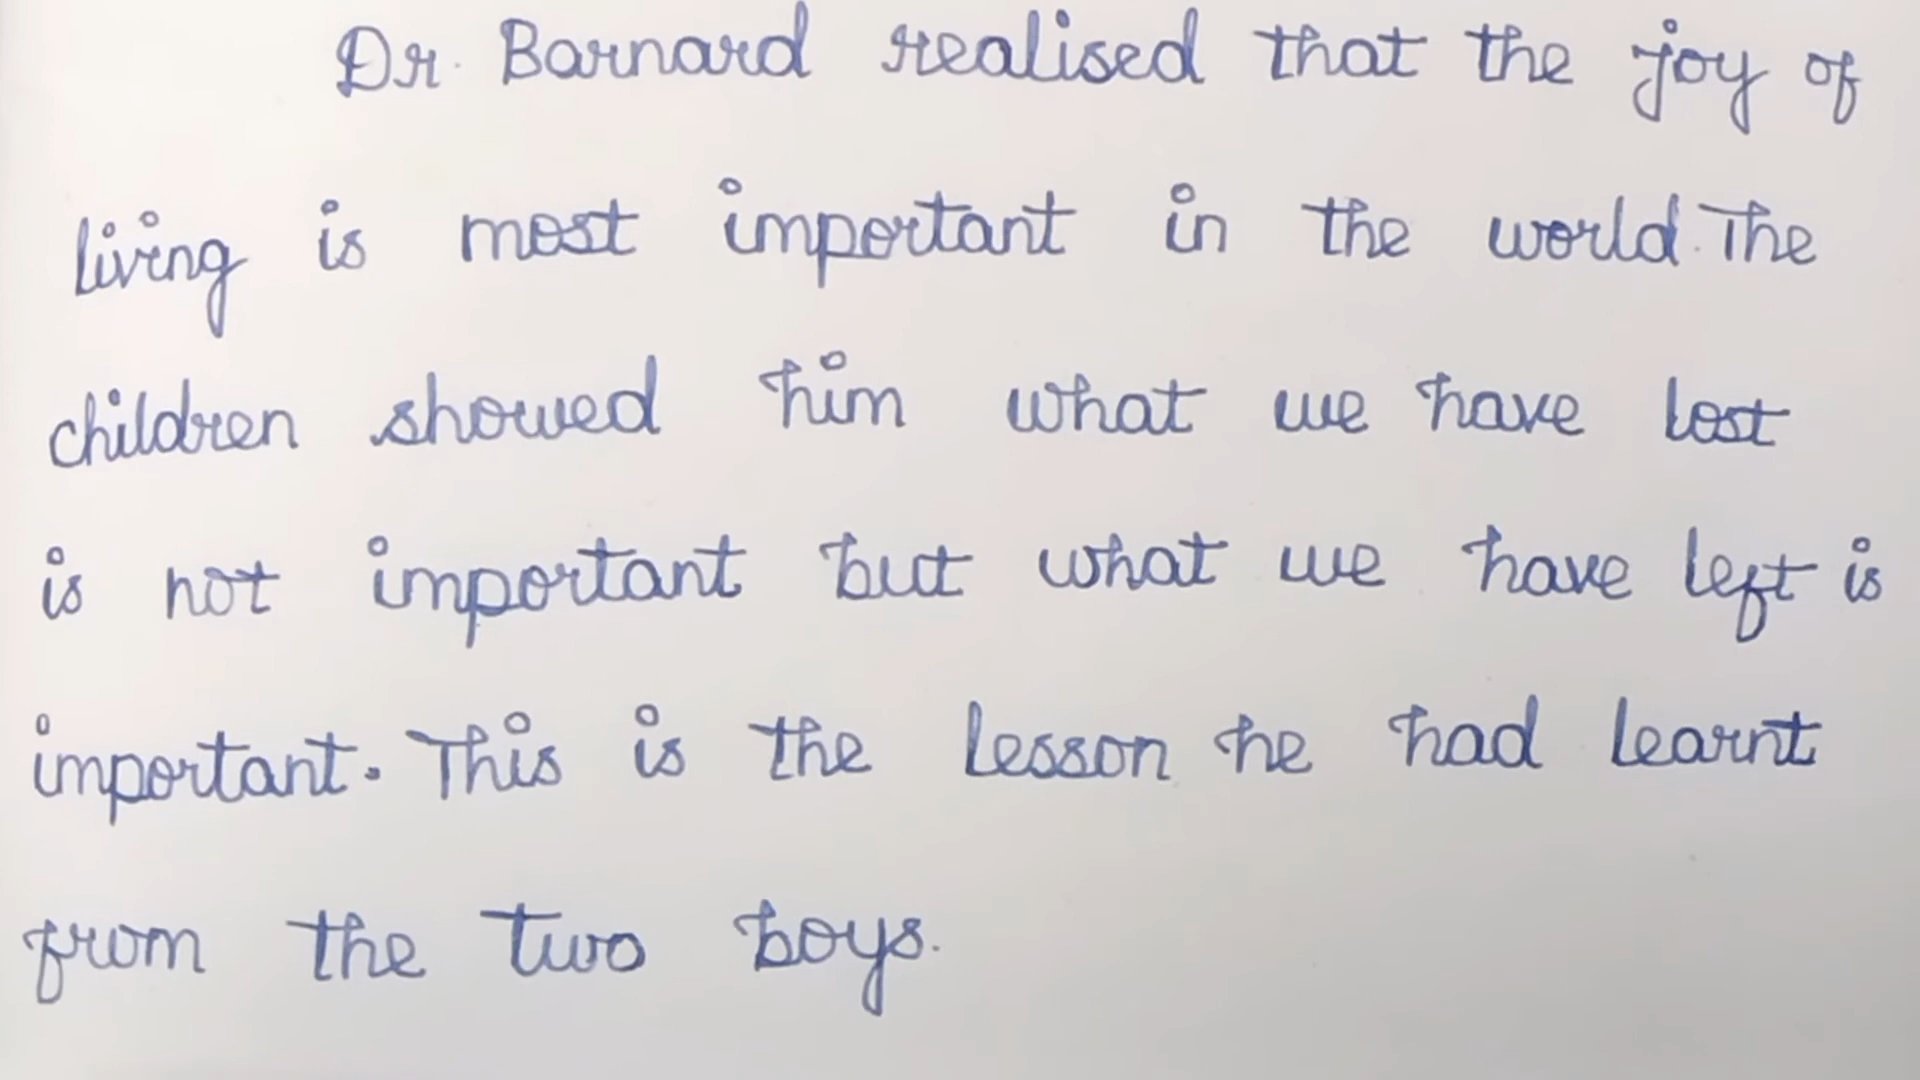 Dr. Barnard realised that the joy of
living is most important in the world. The
children showed him what we have lost
is not important but what we have left is
important. This is the lesson he had learnt
from the two boys.